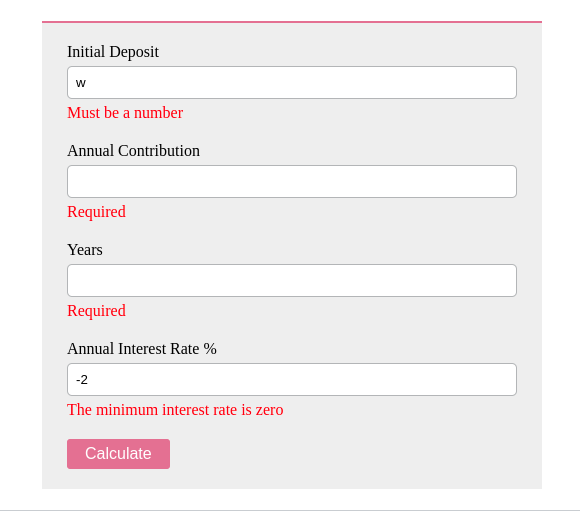 Initial Deposit
w
Must be a number
Annual Contribution
Required
Years
Required
Annual Interest Rate %
-2
The minimum interest rate is zero
Calculate